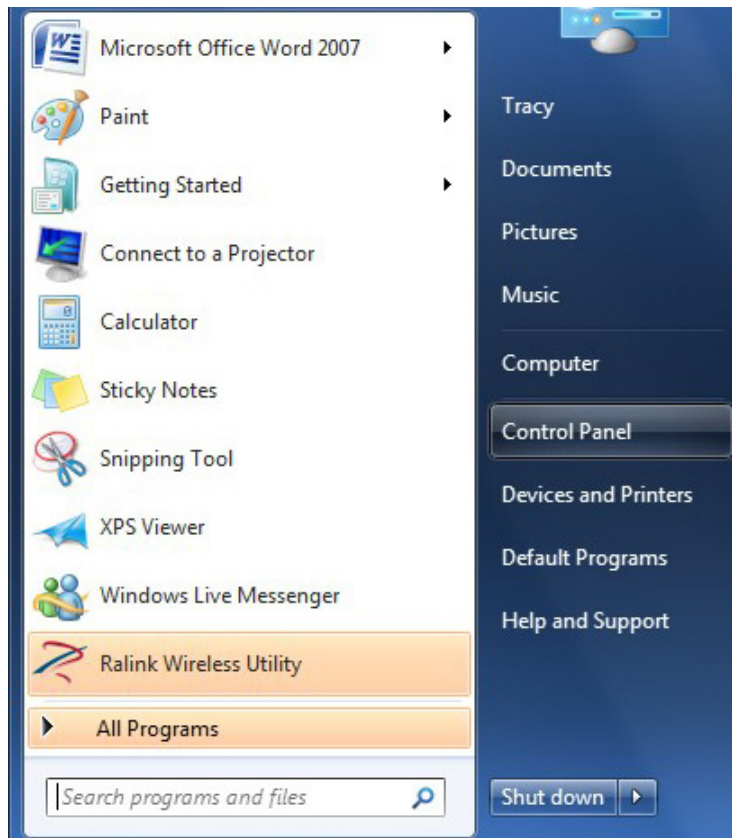 Microsoft Office Word 2007
Paint
Getting Started
Connect to a Projector
Calculator
Sticky Notes
Snipping Tool
XPS Viewer
Windows Live Messenger
Ralink Wireless Utility
All Programs
Search programs and files
Tracy
Documents
Pictures
Music
Computer
Control Panel
Devices and Printers
Default Programs
Help and Support
Shut down